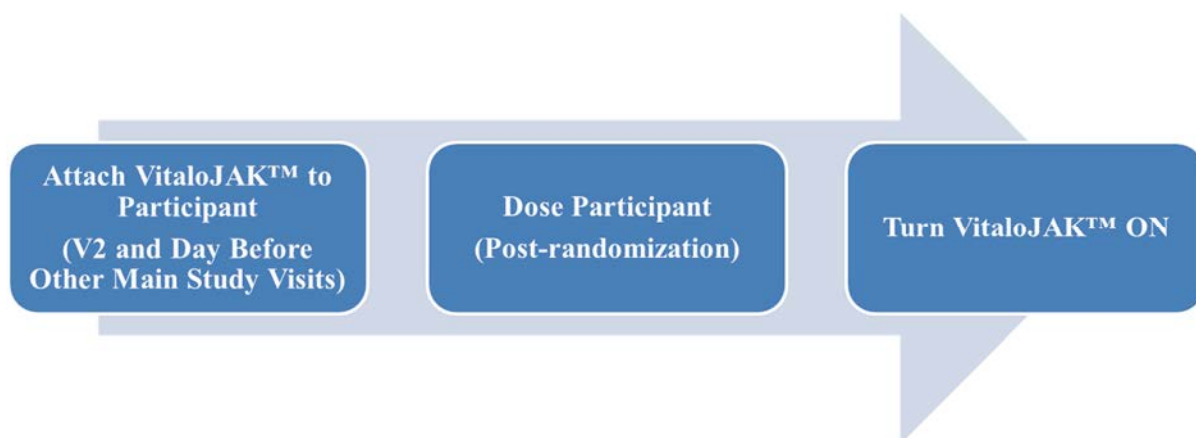 Attach VitaloJAK™ to
Participant
(V2 and Day Before
Other Main Study Visits)
Dose Participant
(Post-randomization)
Turn VitaloJAK™ ON